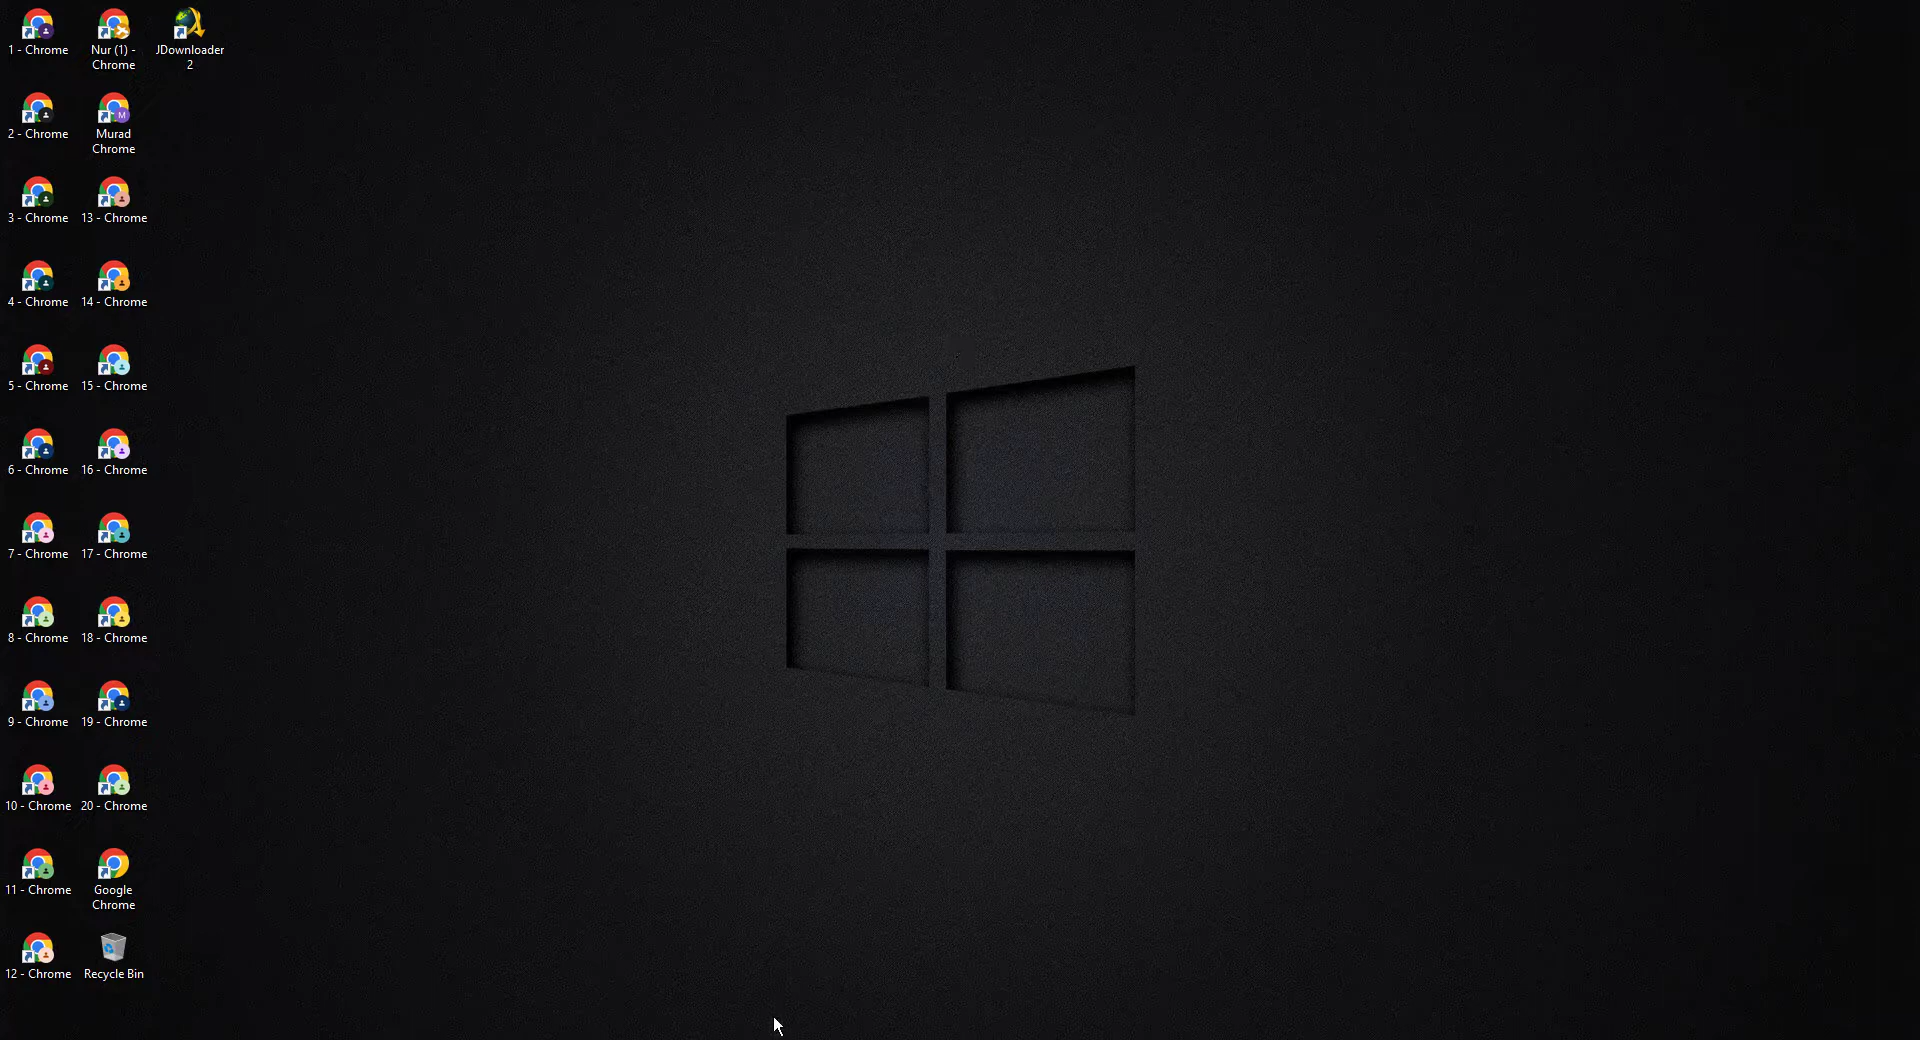 1 - Chrome
2 - Chrome
3 - Chrome
4 - Chrome
5 - Chrome
6 - Chrome
7 - Chrome
8 - Chrome
9 - Chrome
10 - Chrome
11 - Chrome
12 - Chrome
Nur (1) -
Chrome
M
Murad
Chrome
13 - Chrome
14 - Chrome
15 - Chrome
16 - Chrome
17 - Chrome
18 - Chrome
19 - Chrome
20 - Chrome
Google
Chrome
Recycle Bin
JDownloader
2